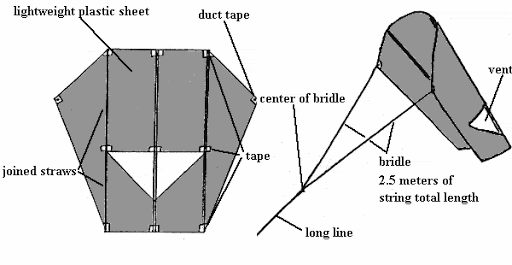 lightweight plastic sheet
duct tape
joined straws
tape
center of bridle
vent
bridle
2.5 meters of
string total length
long line